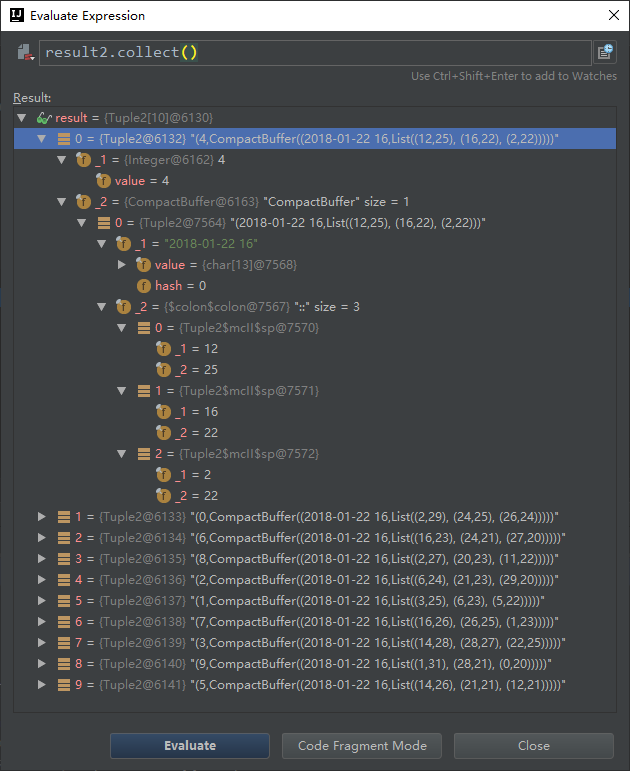 Evaluate Expression
result2.collect()
Use Ctrl+Shift+Enter to add to Watches
Result:
result = {Tuple2[10]@6130}
0 = {Tuple2@6132} "(4,CompactBuffer((2018-01-22 16,List((12,25), (16,22), (2,22)))))"
_1 = {Integer@6162} 4
value = 4
_2 = {CompactBuffer@6163} "CompactBuffer" size = 1
0 = {Tuple2@7564} "(2018-01-22 16,List((12,25), (16,22), (2,22)))"
_1 = "2018-01-22 16"
value = {char[13]@7568}
hash = 0
_2 = {$colon$colon@7567} "::" size = 3
0 = {Tuple2$mcII$sp@7570}
_1 = 12
_2 = 25
1 = {Tuple2$mcII$sp@7571}
_1 = 16
_2 = 22
2 = {Tuple2$mcII$sp@7572}
_1 = 2
_2 = 22
1 = {Tuple2@6133} "(0,CompactBuffer((2018-01-22 16,List((2,29), (24,25), (26,24)))))"
2 = {Tuple2@6134} "(6,CompactBuffer((2018-01-22 16,List((16,23), (24,21), (27,20)))))"
3 = {Tuple2@6135} "(8,CompactBuffer((2018-01-22 16,List((2,27), (20,23), (11,22)))))"
4 = {Tuple2@6136} "(2,CompactBuffer((2018-01-22 16,List((6,24), (21,23), (29,20)))))"
5 = {Tuple2@6137} "(1,CompactBuffer((2018-01-22 16,List((3,25), (6,23), (5,22)))))"
6 = {Tuple2@6138} "(7,CompactBuffer((2018-01-22 16,List((16,26), (26,25), (1,23)))))"
7 = {Tuple2@6139} "(3,CompactBuffer((2018-01-22 16,List((14,28), (28,27), (22,25)))))"
8 = {Tuple2@6140} "(9,CompactBuffer((2018-01-22 16,List((1,31), (28,21), (0,20)))))"
9 = {Tuple2@6141} "(5,CompactBuffer((2018-01-22 16,List((14,26), (21,21), (12,21)))))"
Evaluate
Code Fragment Mode
Close